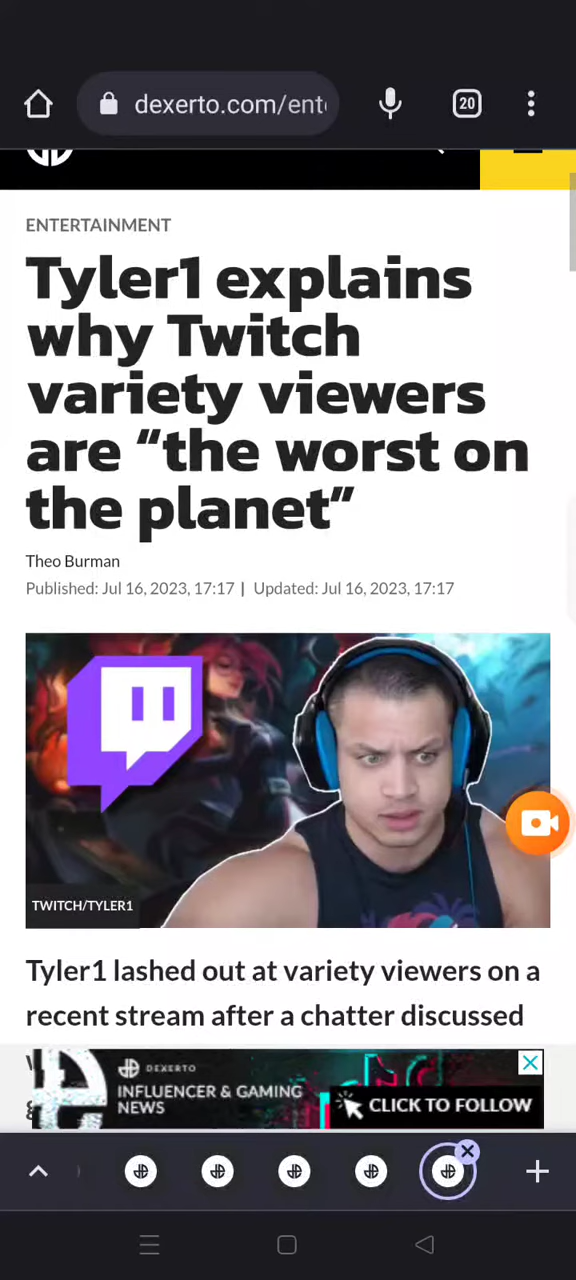 dexerto.com/ent
20
ENTERTAINMENT
Tyler1 explains
why Twitch
variety viewers
are “the worst on
the planet”
Theo Burman
Published: Jul 16, 2023, 17:17 | Updated: Jul 16, 2023, 17:17
TWITCH/TYLER1
Tyler1 lashed out at variety viewers on a
recent stream after a chatter discussed
DEXERTO
INFLUENCER & GAMING
NEWS
CLICK TO FOLLOW